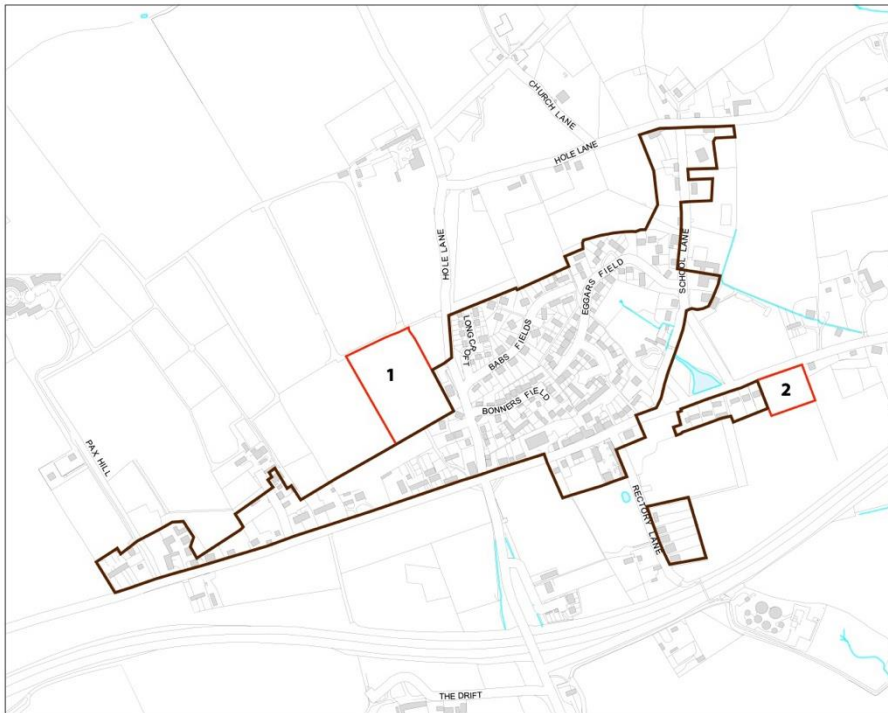 CHURCH LANE
HOLE LANE
HOLE LANE
SCHOOL LANE
EGGARS FIELD
LONGCROFT
BABS FIELDS
1
2
BONNERS FIELD
PAX HILL
RECTORY LANE
THE DRIFT